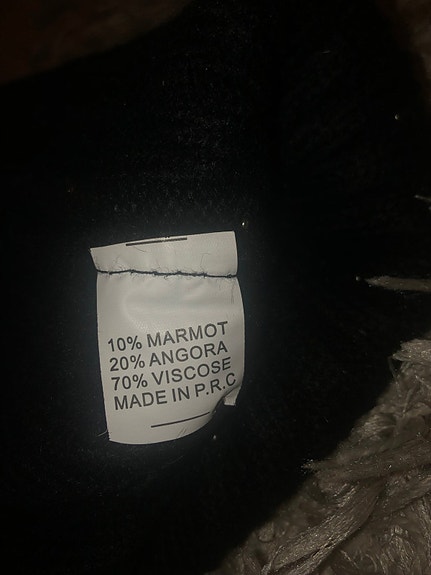 10% MARMOT
20% ANGORA
70% VISCOSE
MADE IN P.R.C